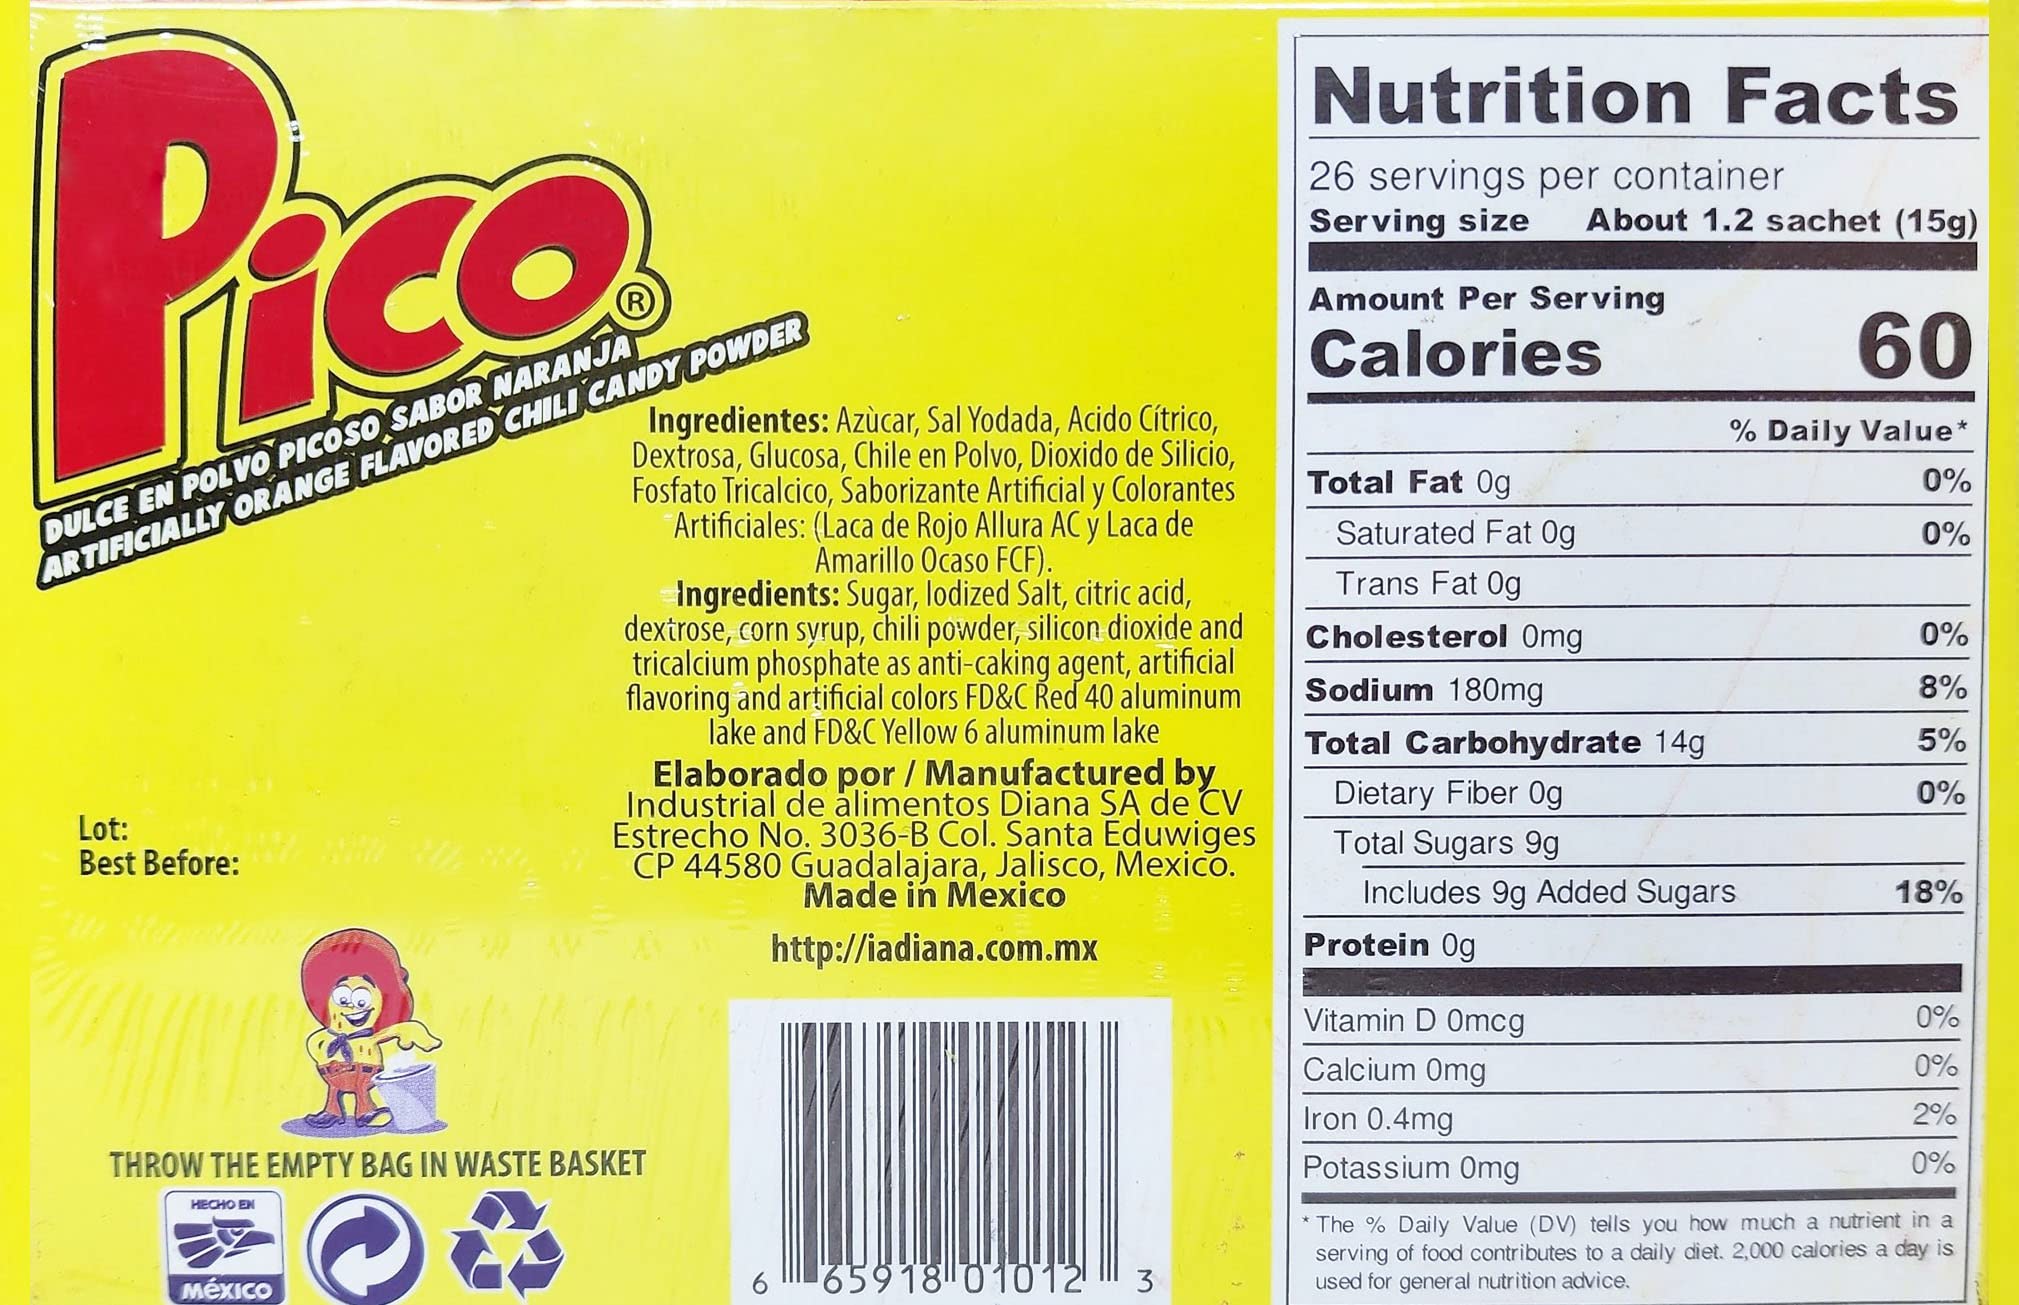 Pico®
DULCE EN POLVO PICOSO SABOR NARANJA
ARTIFICIALLY ORANGE FLAVORED CHILI CANDY POWDER
Ingredientes: Azùcar, Sal Yodada, Acido Cítrico,
Dextrosa, Glucosa, Chile en Polvo, Dioxido de Silicio,
Fosfato Tricalcico, Saborizante Artificial y Colorantes
Artificiales: (Laca de Rojo Allura AC y Laca de
Amarillo Ocaso FCF).
Ingredients: Sugar, Iodized Salt, citric acid,
dextrose, corn syrup, chili powder, silicon dioxide and
tricalcium phosphate as anti-caking agent, artificial
flavoring and artificial colors FD&C Red 40 aluminum
lake and FD&C Yellow 6 aluminum lake
Elaborado por / Manufactured by
Industrial de alimentos Diana SA de CV
Estrecho No. 3036-B Col. Santa Eduwiges
CP 44580 Guadalajara, Jalisco, Mexico.
Made in Mexico
http://iadiana.com.mx
Lot:
Best Before:
THROW THE EMPTY BAG IN WASTE BASKET
HECHO EN
MéXICO
6 65918 01012 3
Nutrition Facts
26 servings per container
Serving size About 1.2 sachet (15g)
Amount Per Serving
Calories 60
% Daily Value*
Total Fat 0g 0%
Saturated Fat 0g 0%
Trans Fat 0g
Cholesterol 0mg 0%
Sodium 180mg 8%
Total Carbohydrate 14g 5%
Dietary Fiber 0g 0%
Total Sugars 9g
Includes 9g Added Sugars 18%
Protein 0g
Vitamin D 0mcg 0%
Calcium 0mg 0%
Iron 0.4mg 2%
Potassium 0mg 0%
* The % Daily Value (DV) tells you how much a nutrient in a
serving of food contributes to a daily diet. 2,000 calories a day is
used for general nutrition advice.